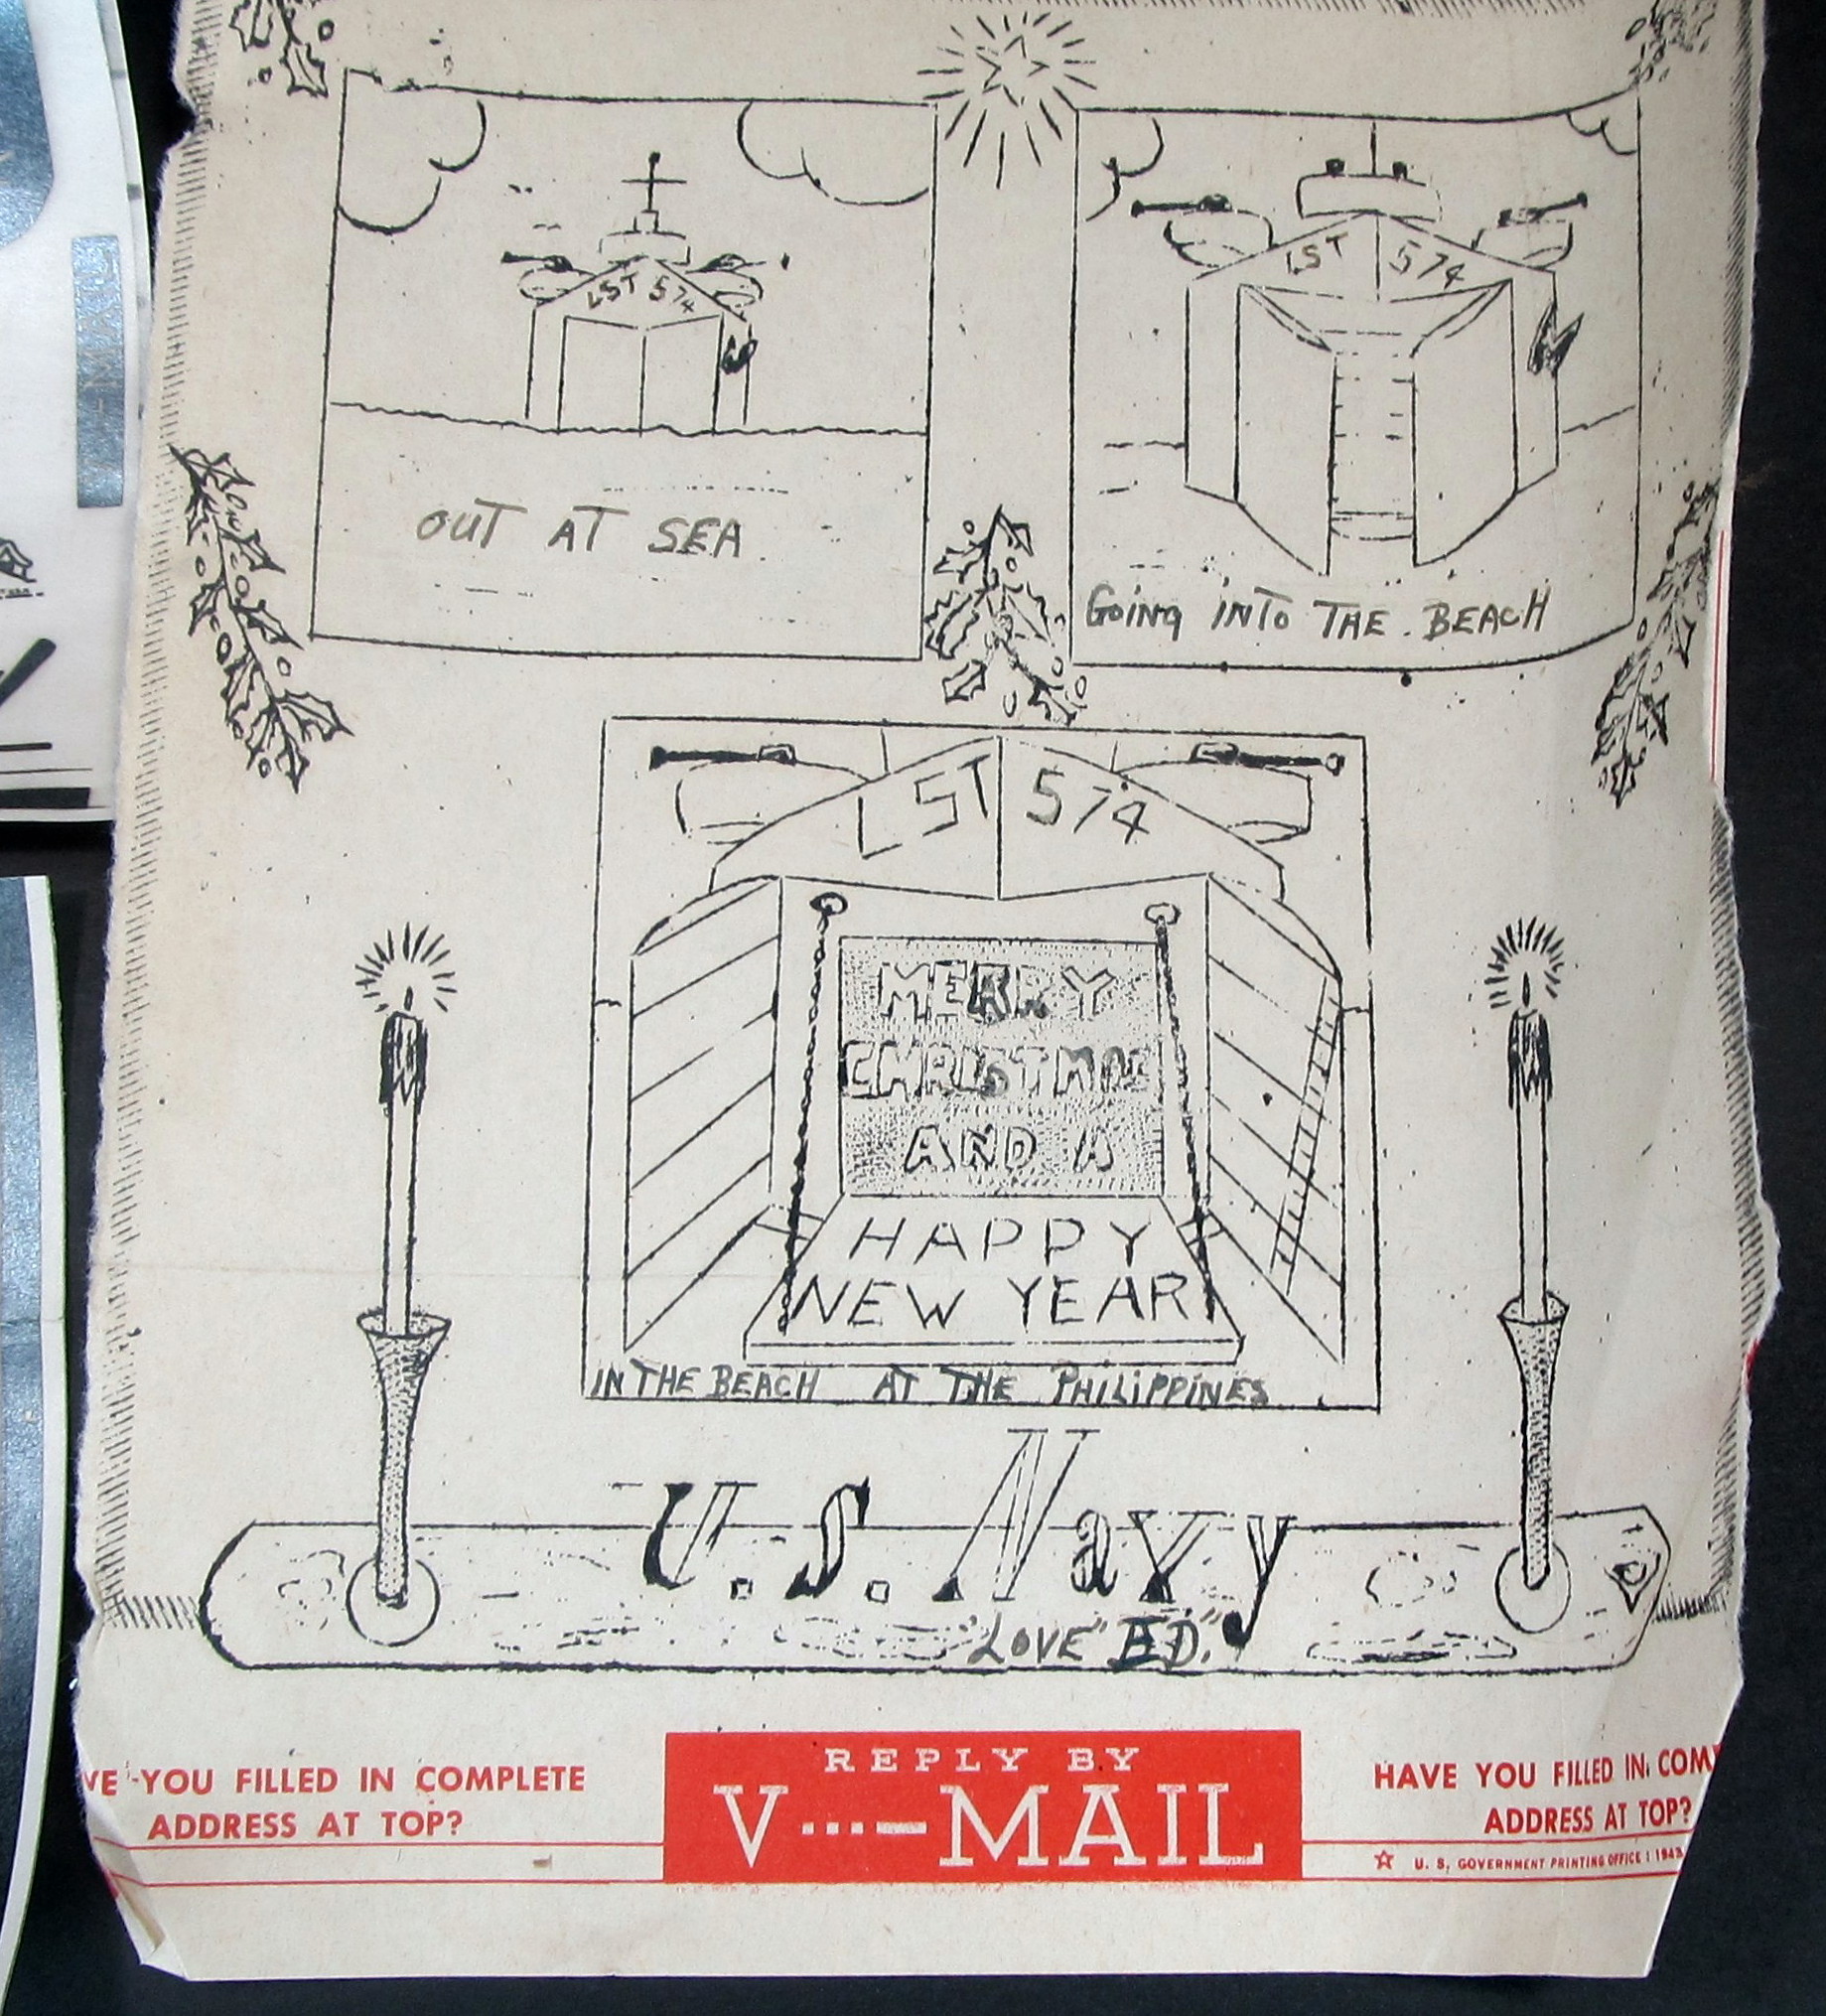 LST 574
LST 574
OUT AT SEA
GOING INTO THE BEACH
LST 574
MERRY
CHRISTMAS
AND A
HAPPY
NEW YEAR
IN THE BEACH AT THE PHILIPPINES
U.S. Navy
"LOVE" "ED."
VE YOU FILLED IN COMPLETE
ADDRESS AT TOP?
REPLY BY
V···—MAIL
HAVE YOU FILLED IN COM
ADDRESS AT TOP?
☆ U. S. GOVERNMENT PRINTING OFFICE : 1943